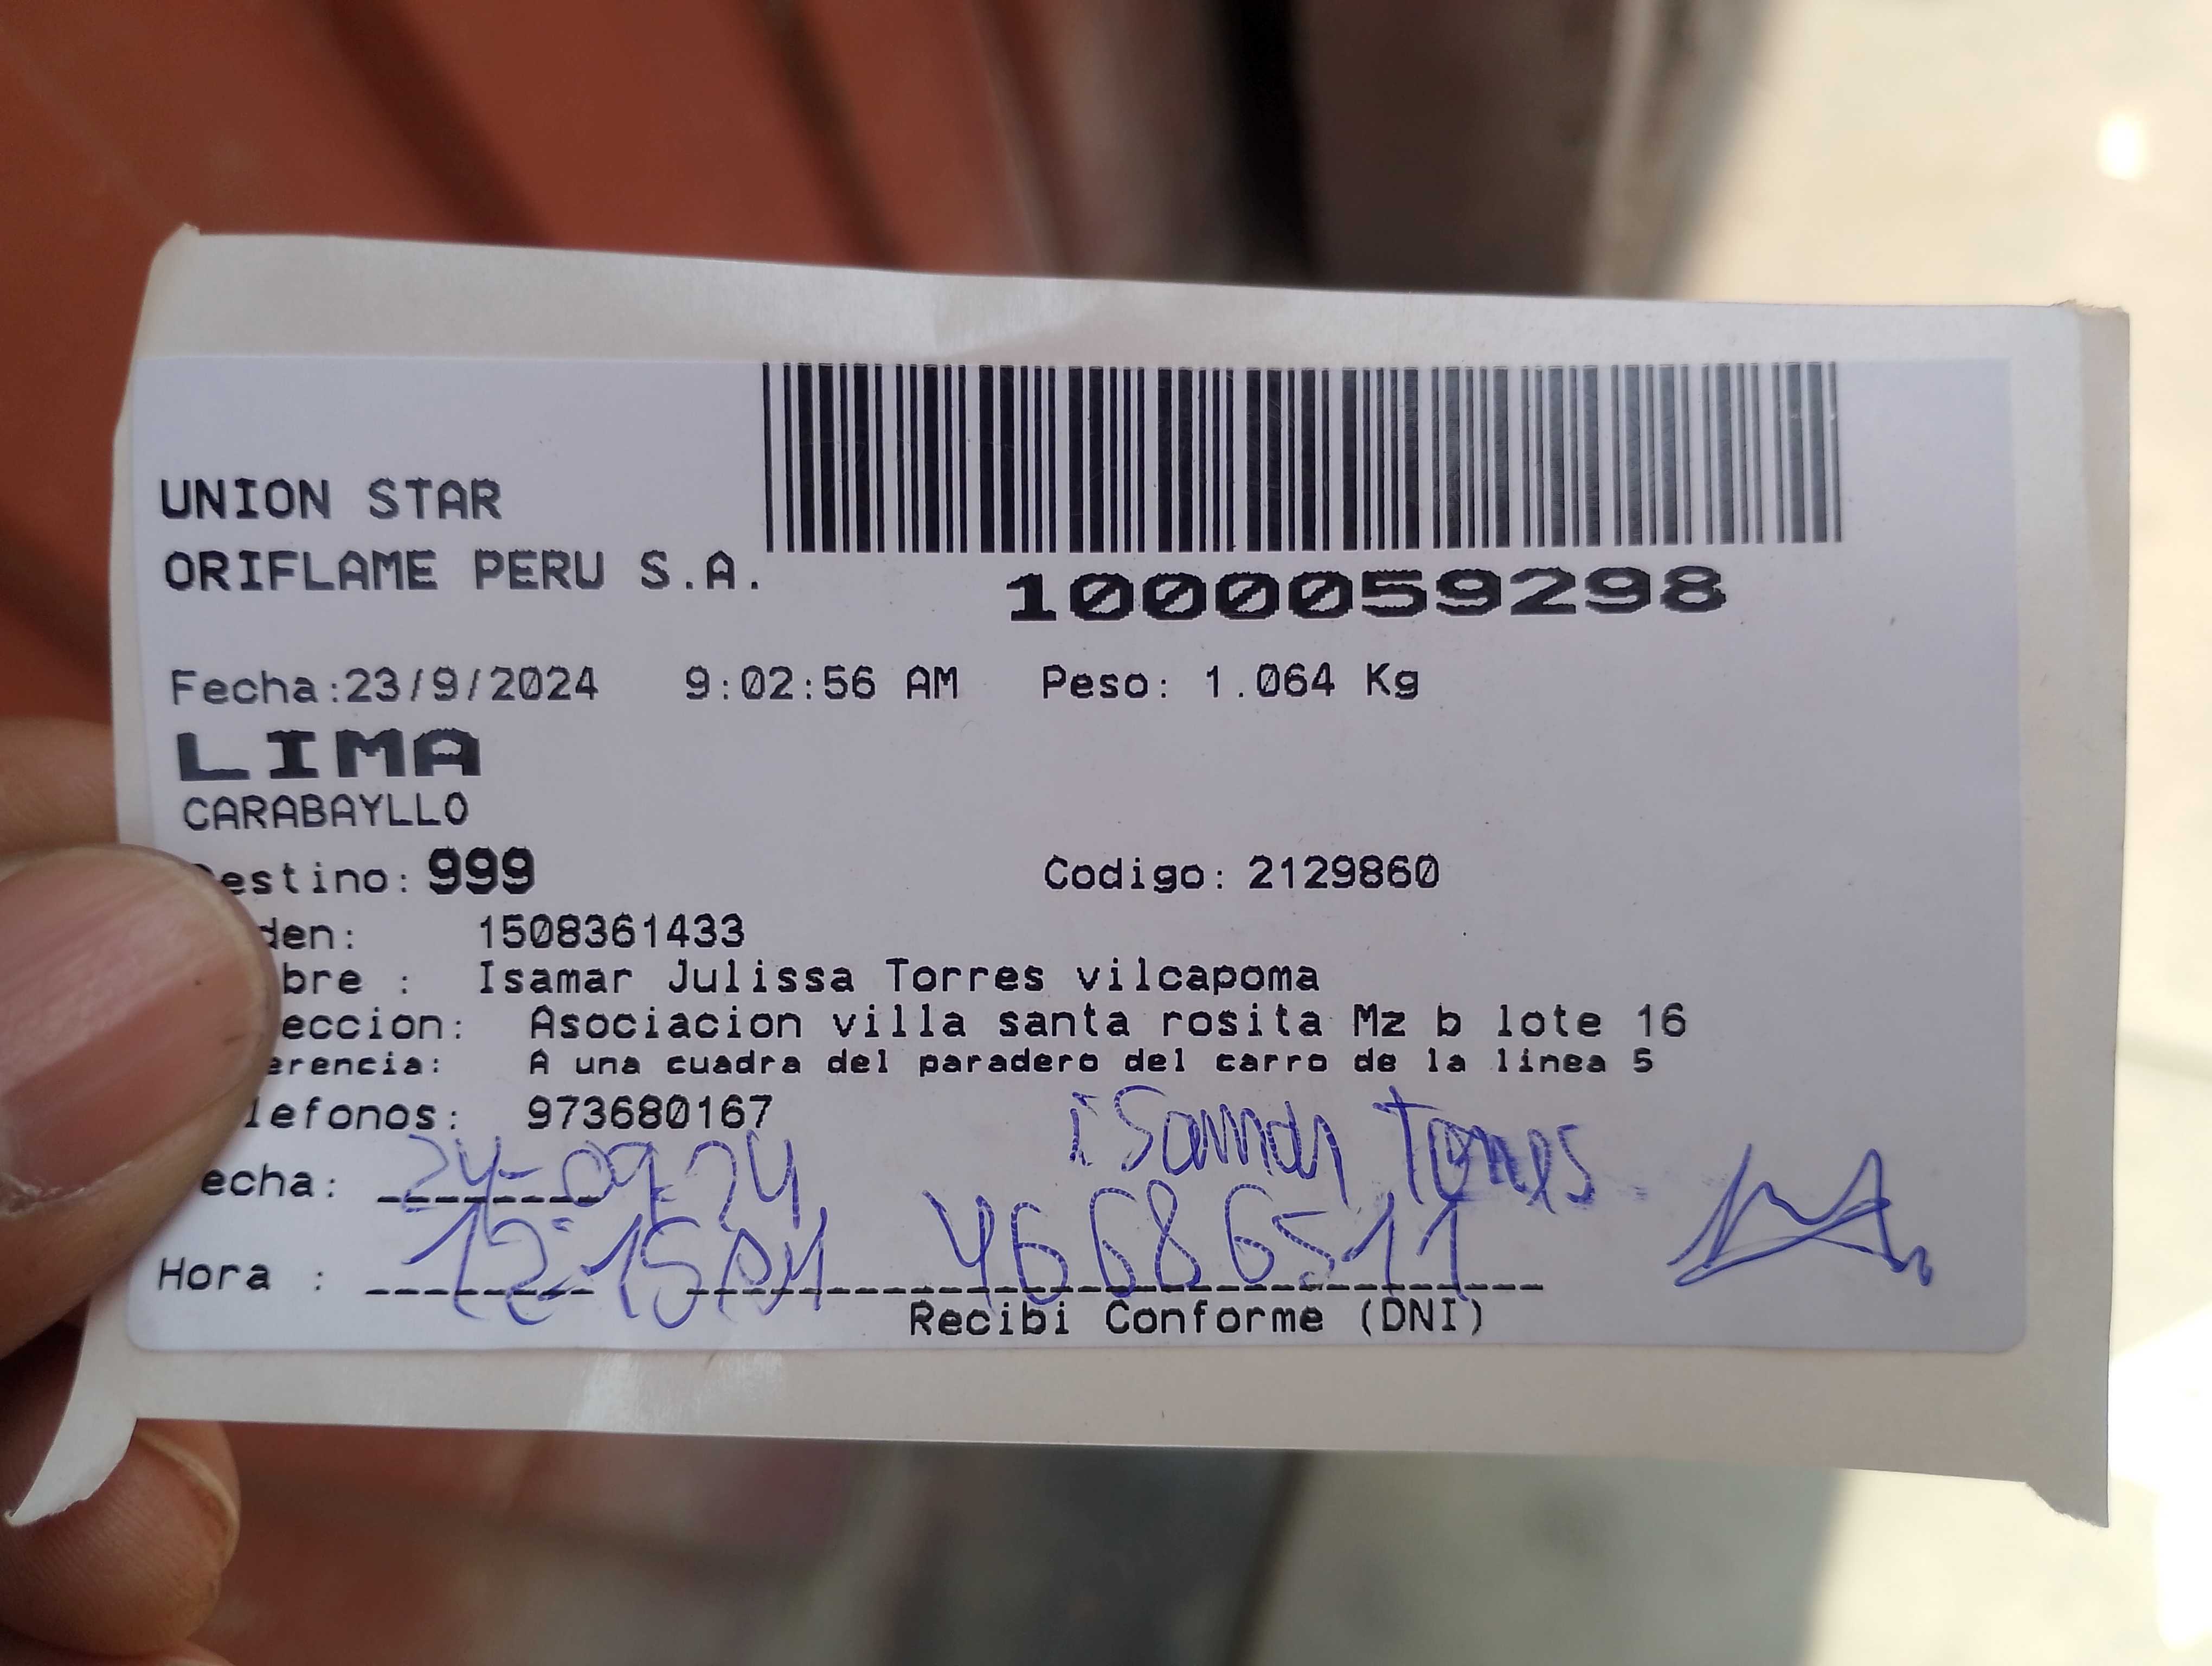 UNION STAR
ORIFLAME PERU S.A.
1000059298
Fecha:23/9/2024 9:02:56 AM Peso: 1.064 Kg
LIMA
CARABAYLLO
estino: 999 Codigo: 2129860
den: 1508361433
bre : Isamar Julissa Torres vilcapoma
eccion: Asociacion villa santa rosita Mz b lote 16
erencia: A una cuadra del paradero del carro de la linea 5
lefonos: 973680167
isamar Torres.
echa: 24-09-24
Hora : 12:15PM 46686511
Recibi Conforme (DNI)